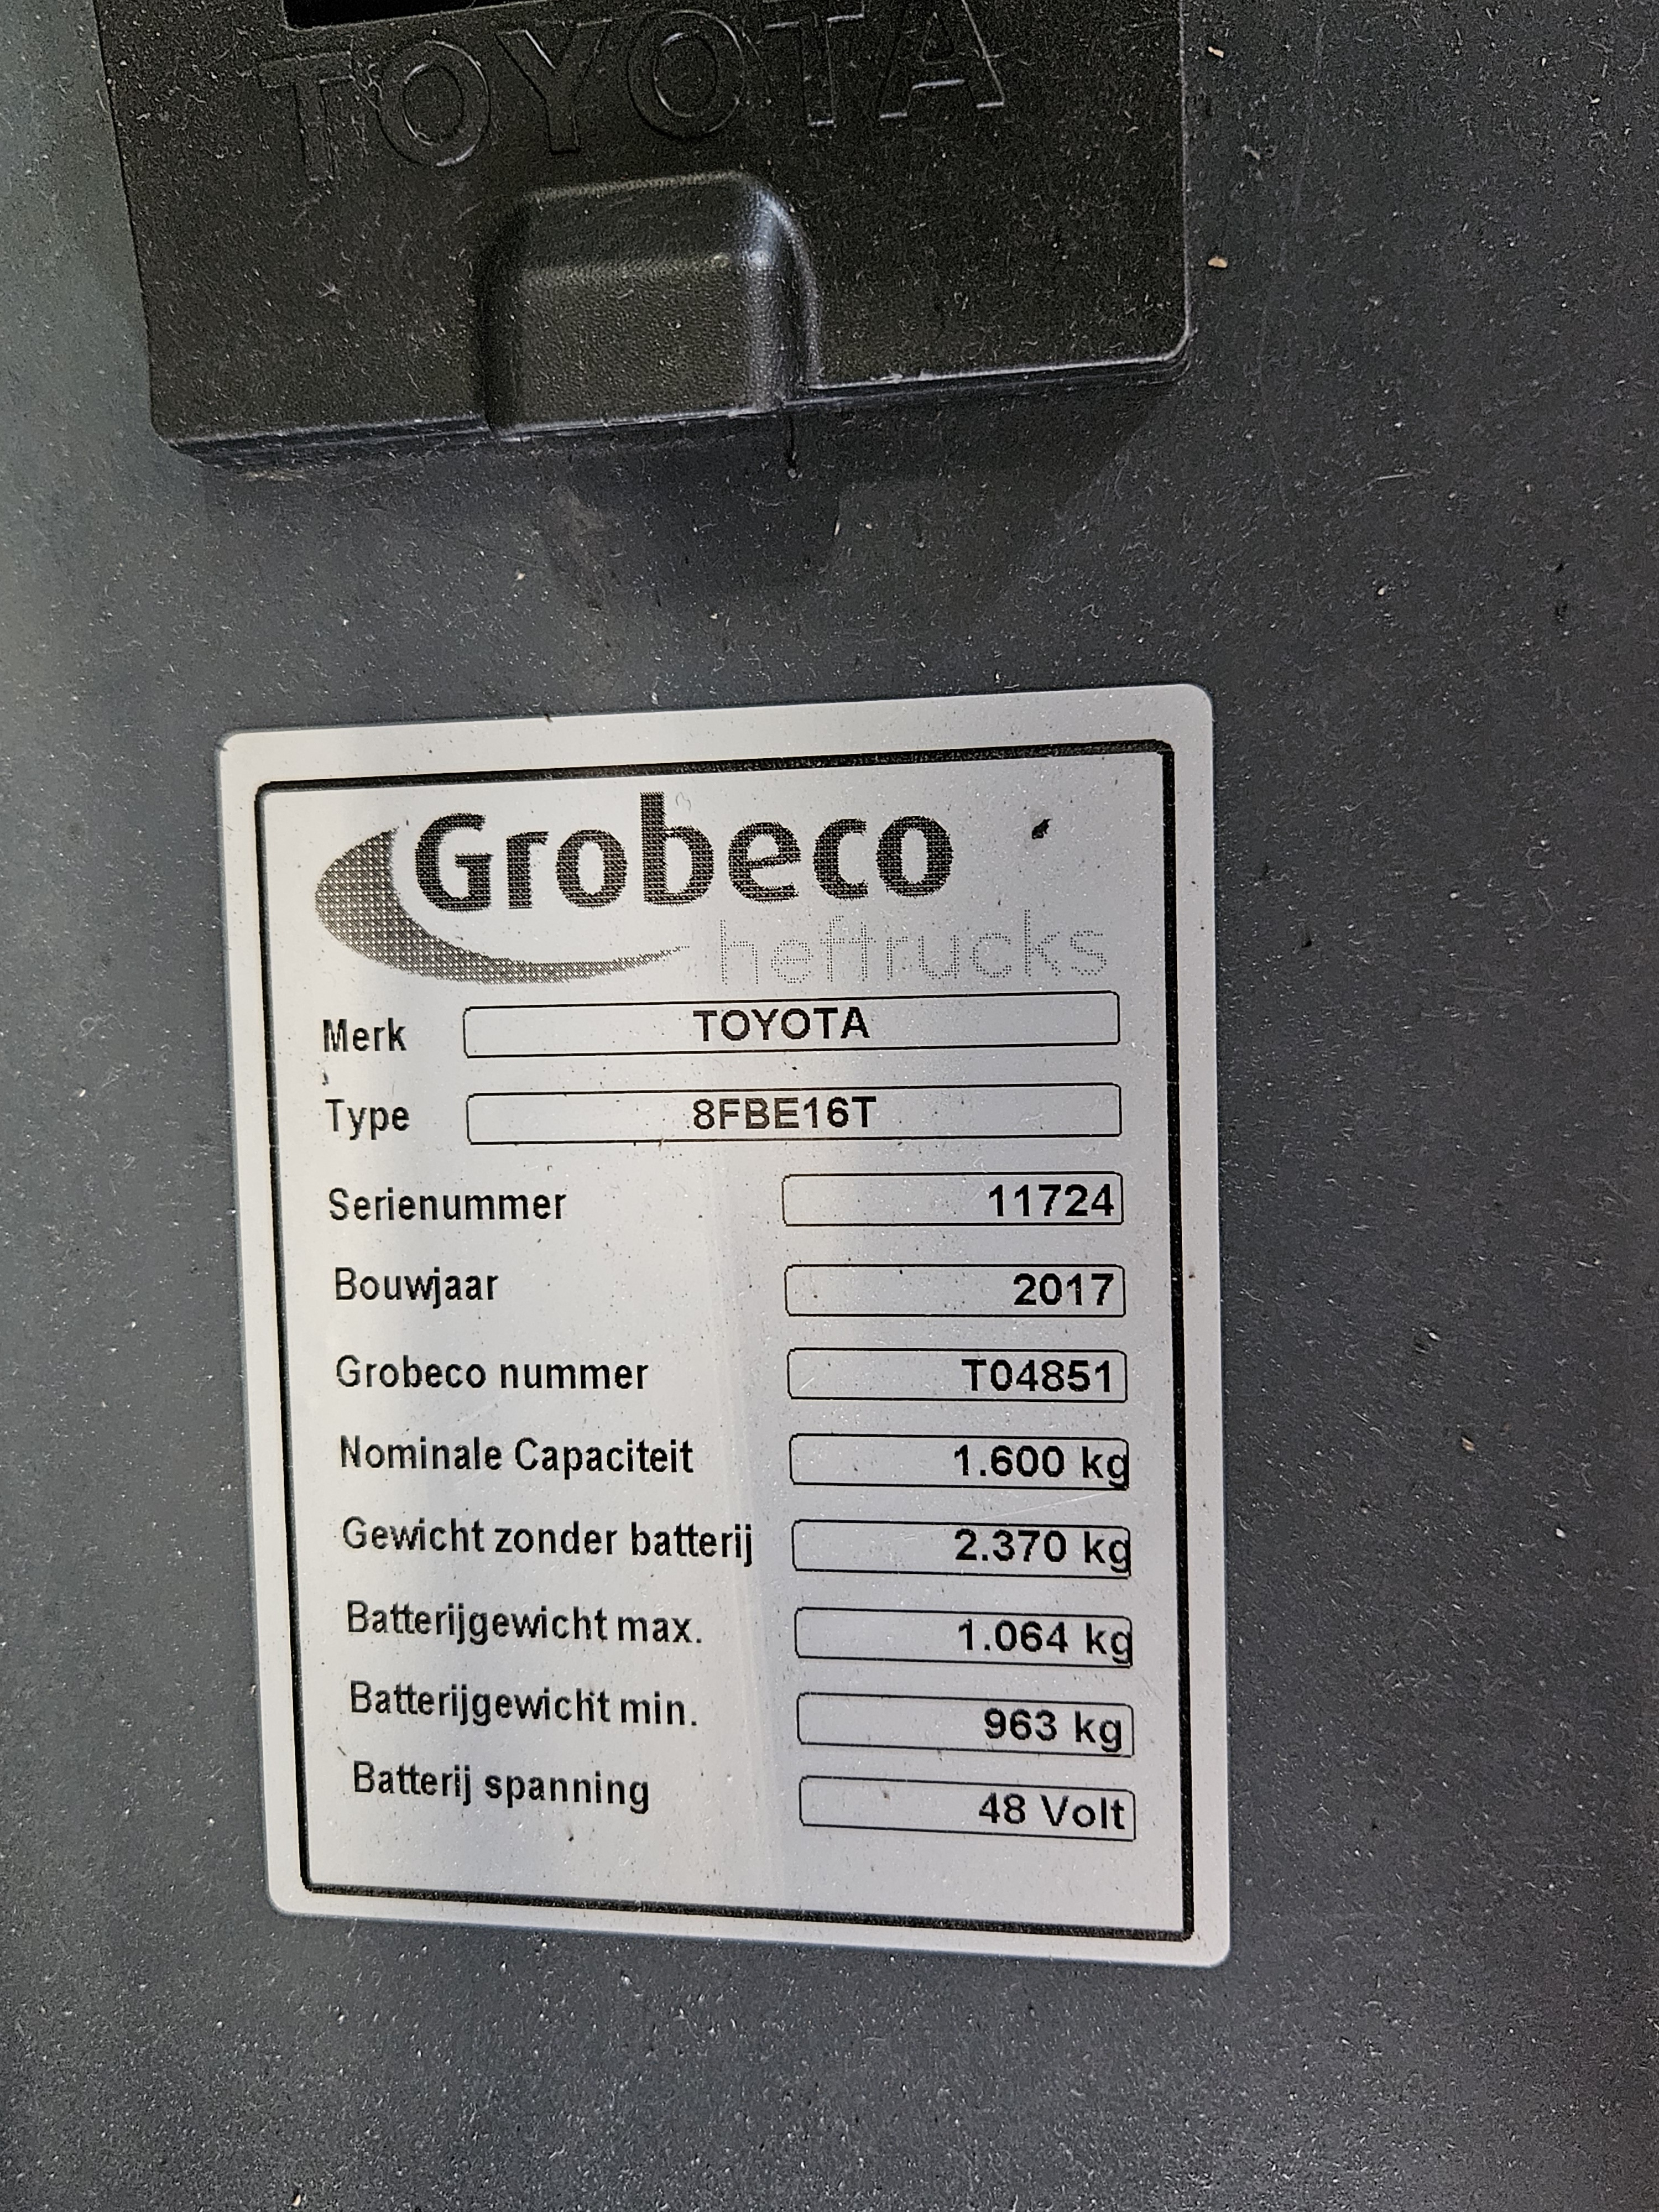 TOYOTA
Grobeco
heftrucks
Merk TOYOTA
Type 8FBE16T
Serienummer 11724
Bouwjaar 2017
Grobeco nummer T04851
Nominale Capaciteit 1.600 kg
Gewicht zonder batterij 2.370 kg
Batterijgewicht max. 1.064 kg
Batterijgewicht min. 963 kg
Batterij spanning 48 Volt